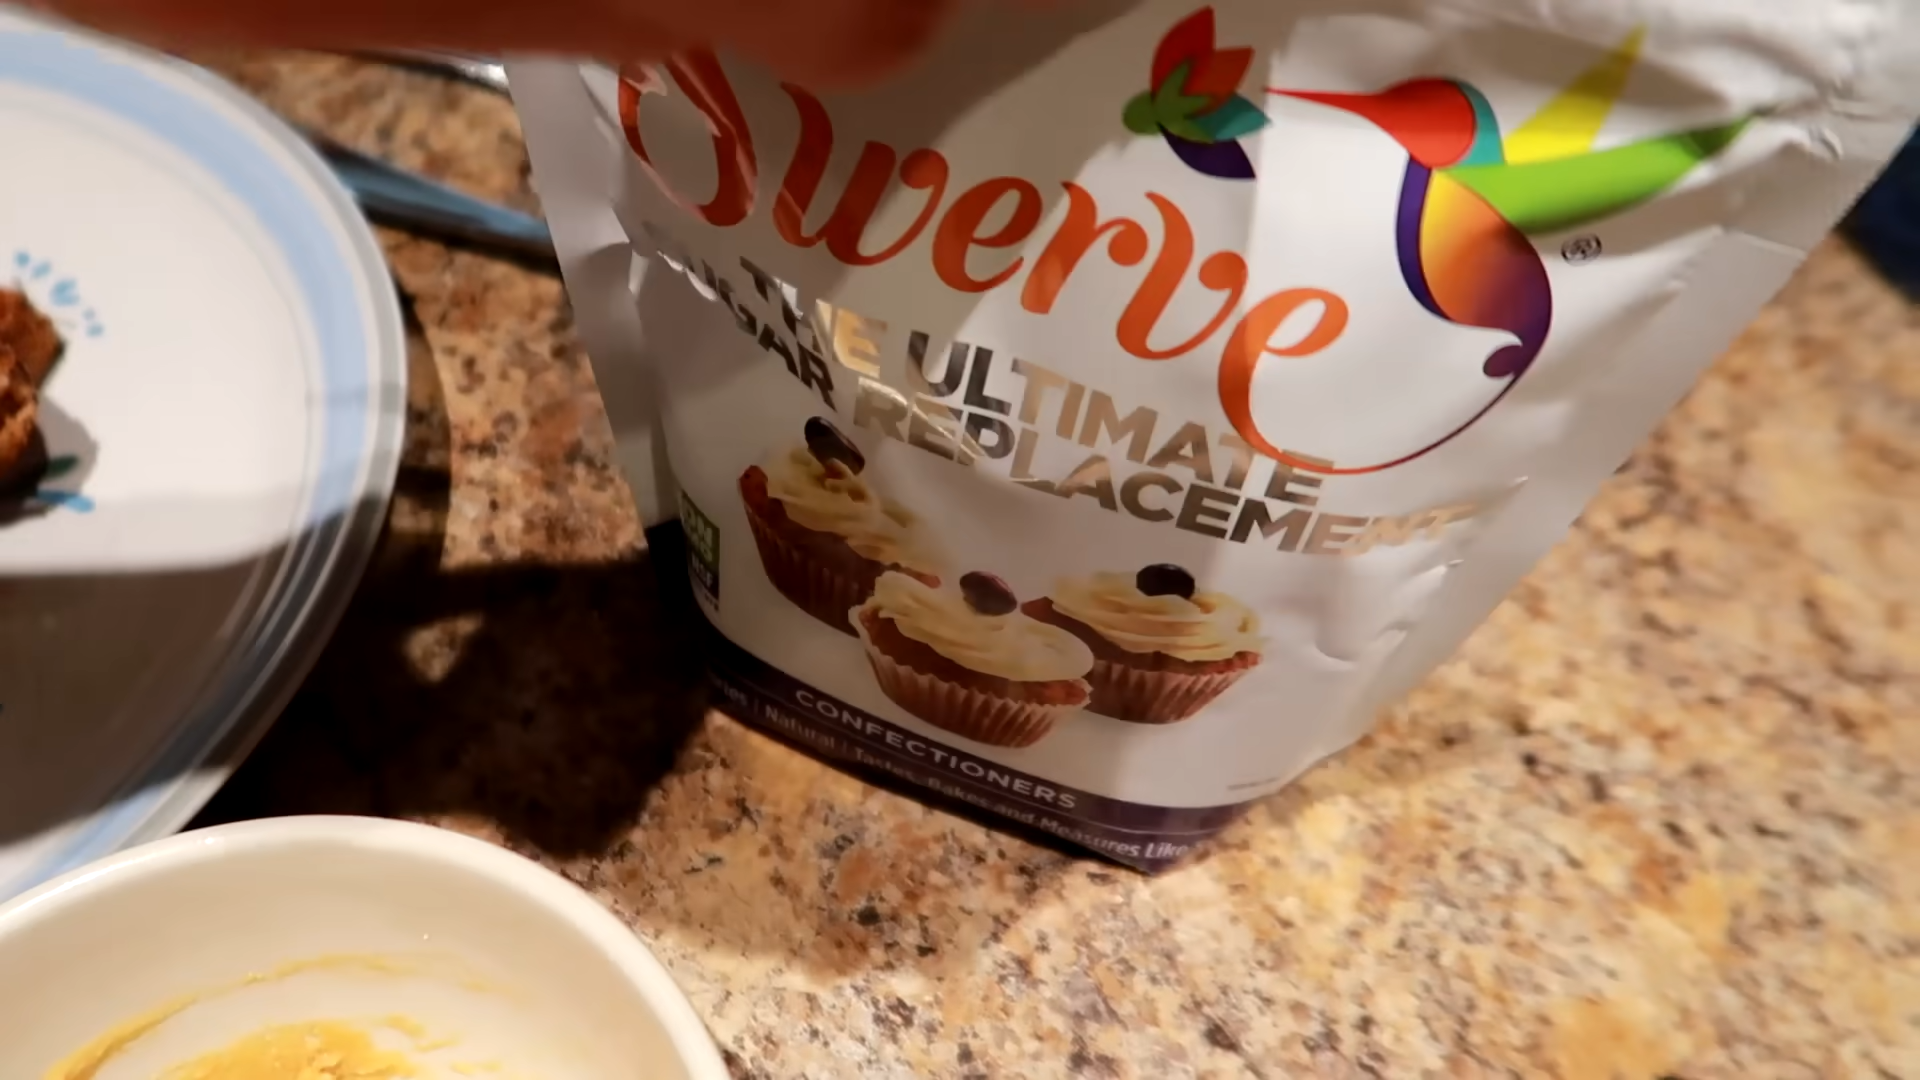 Swerve
®
THE ULTIMATE
SUGAR REPLACEMENT
CONFECTIONERS
Natural | Tastes, Bakes and Measures Like